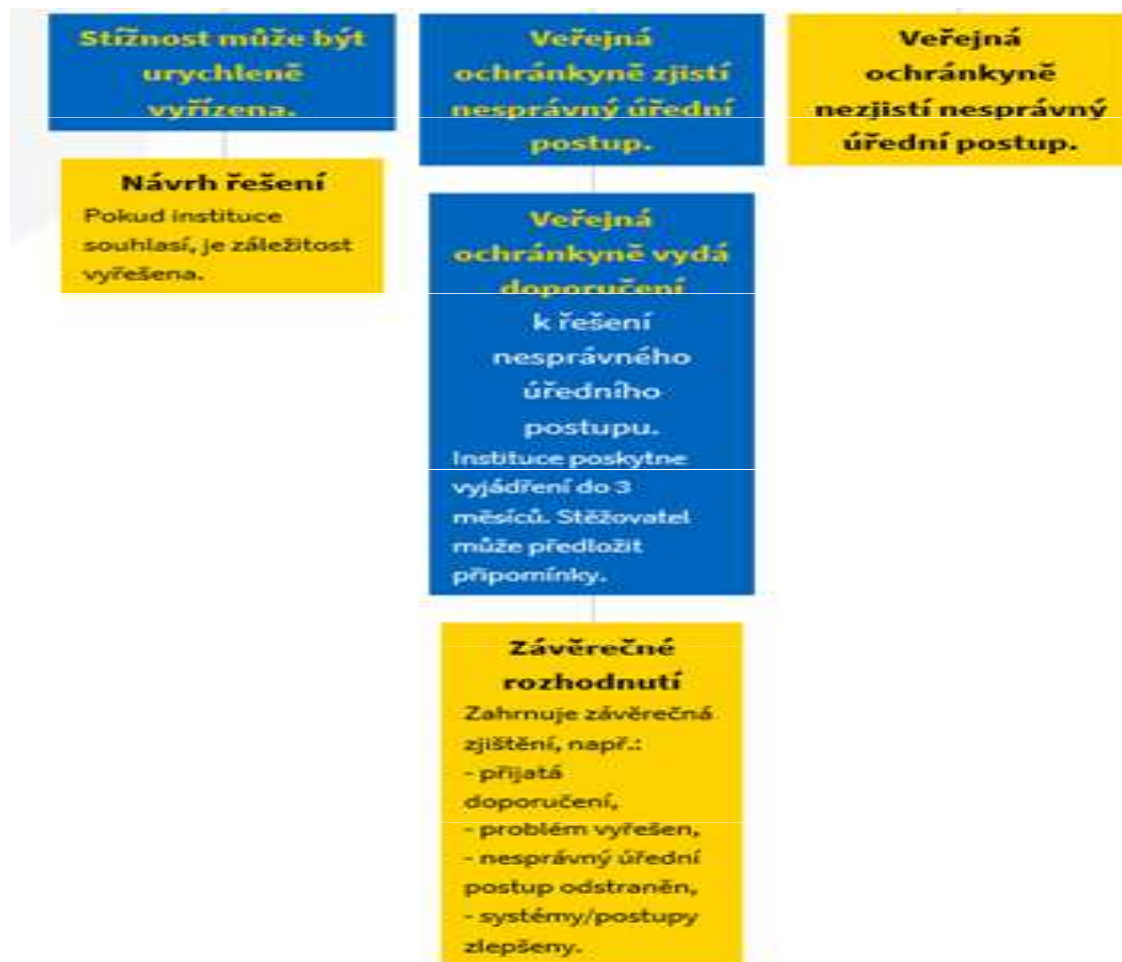 Stížnost může být
urychleně
vyřízena.
Návrh řešení
Pokud instituce
souhlasí, je záležitost
vyřešena.
Veřejná
ochránkyně zjistí
nesprávný úřední
postup.
Veřejná
ochránkyně vydá
doporučení
k řešení
nesprávného
úředního
postupu.
Instituce poskytne
vyjádření do 3
měsíců. Stěžovatel
může předložit
připomínky.
Závěrečné
rozhodnutí
Zahrnuje závěrečná
zjištění, např.:
- přijatá
doporučení,
- problém vyřešen,
- nesprávný úřední
postup odstraněn,
- systémy/postupy
zlepšeny.
Veřejná
ochránkyně
nezjistí nesprávný
úřední postup.